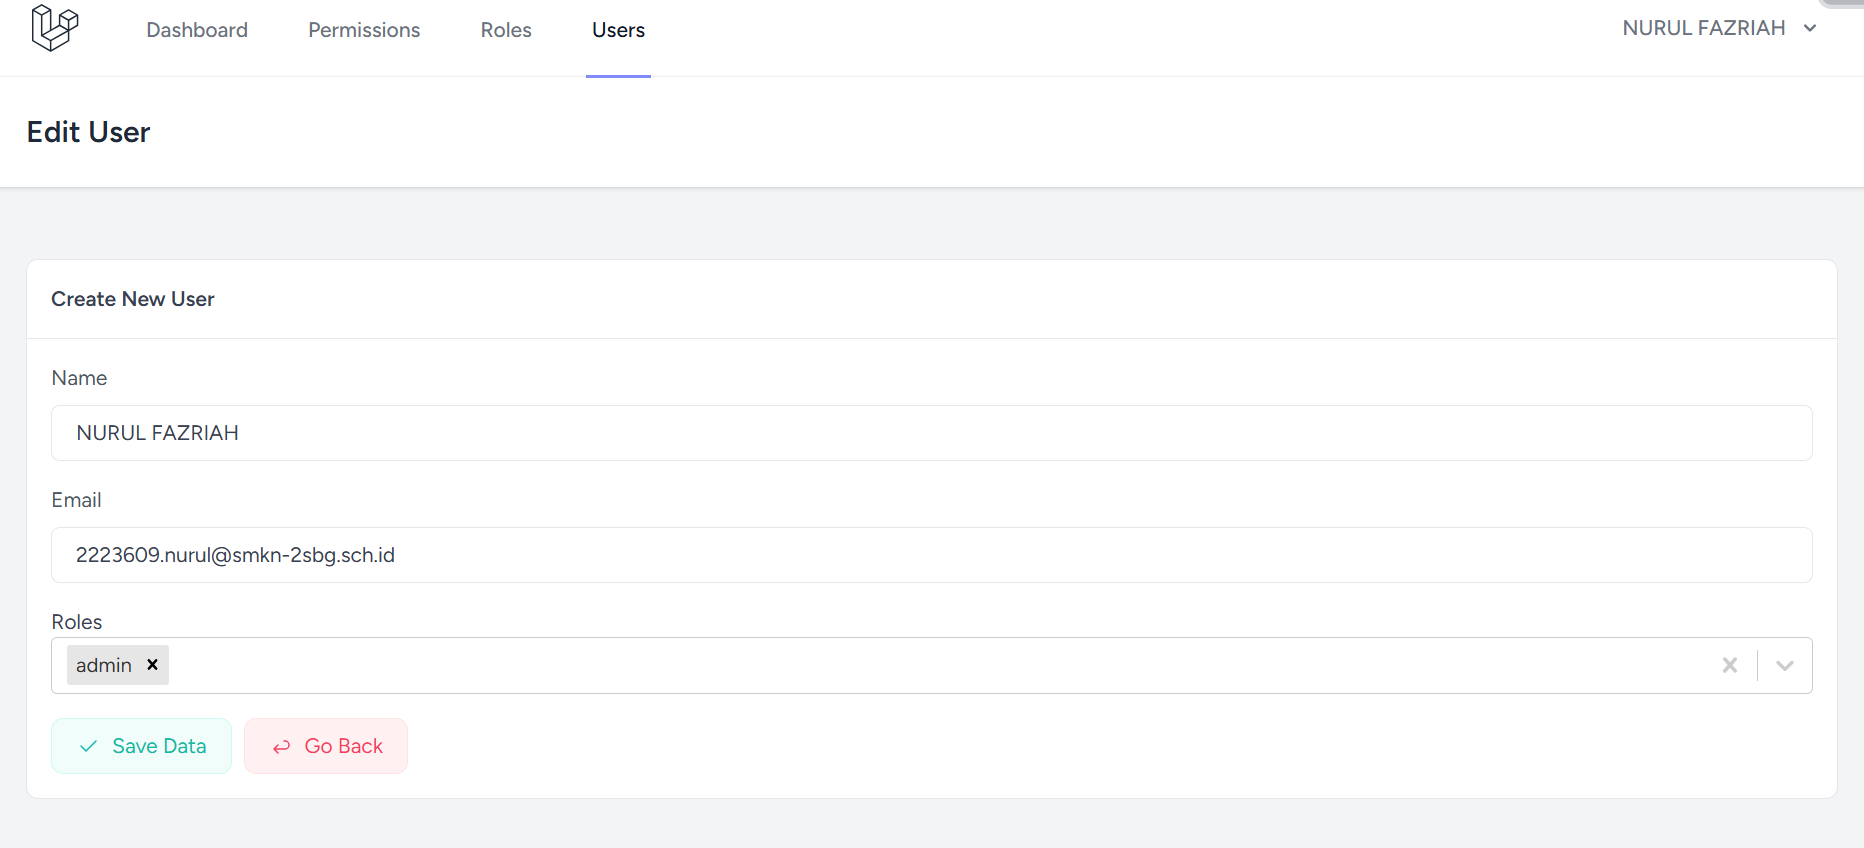 Dashboard Permissions Roles Users NURUL FAZRIAH
Edit User
Create New User
Name
NURUL FAZRIAH
Email
2223609.nurul@smkn-2sbg.sch.id
Roles
admin
Save Data Go Back